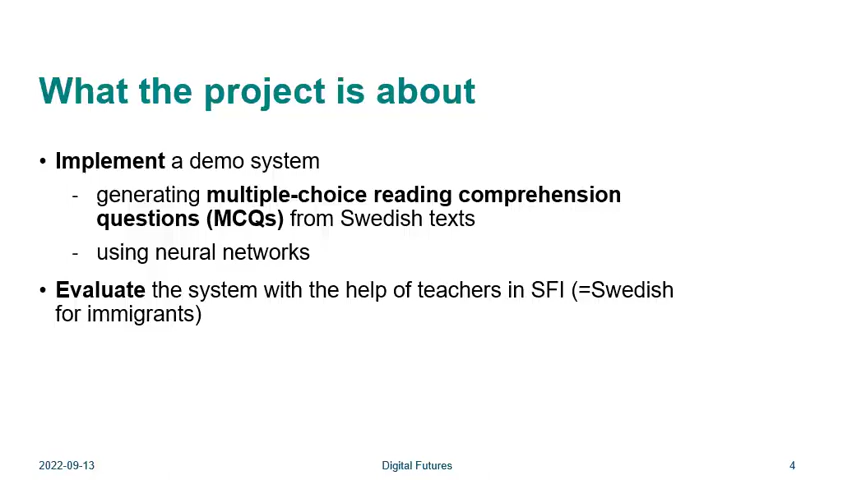 What the project is about
• Implement a demo system
- generating multiple-choice reading comprehension
questions (MCQs) from Swedish texts
- using neural networks
• Evaluate the system with the help of teachers in SFI (=Swedish
for immigrants)
2022-09-13 Digital Futures 4